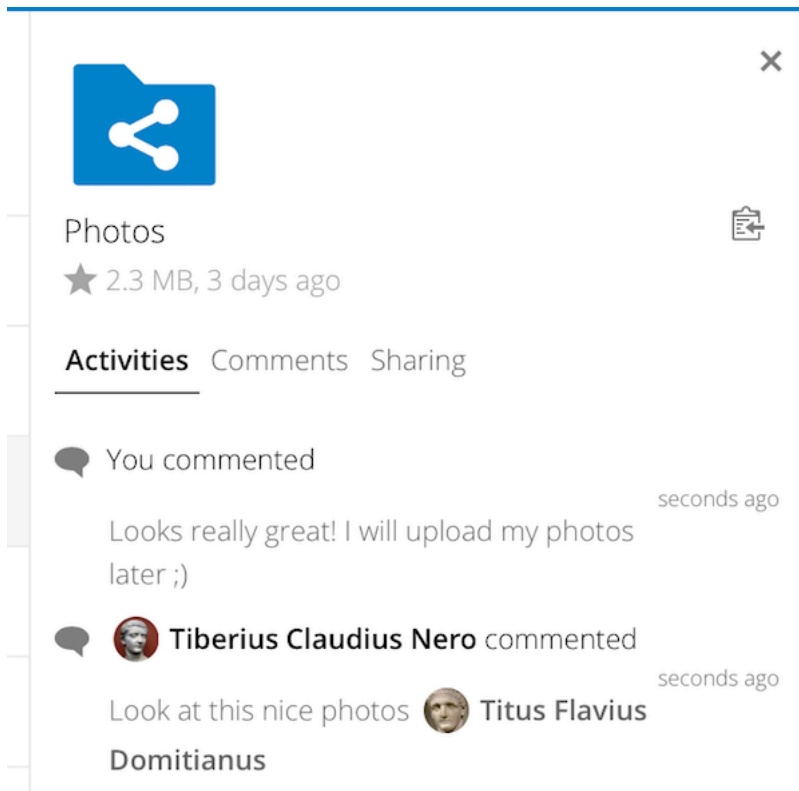 Photos
2.3 MB, 3 days ago
Activities Comments Sharing
You commented
seconds ago
Looks really great! I will upload my photos
later ;)
Tiberius Claudius Nero commented
seconds ago
Look at this nice photos Titus Flavius
Domitianus